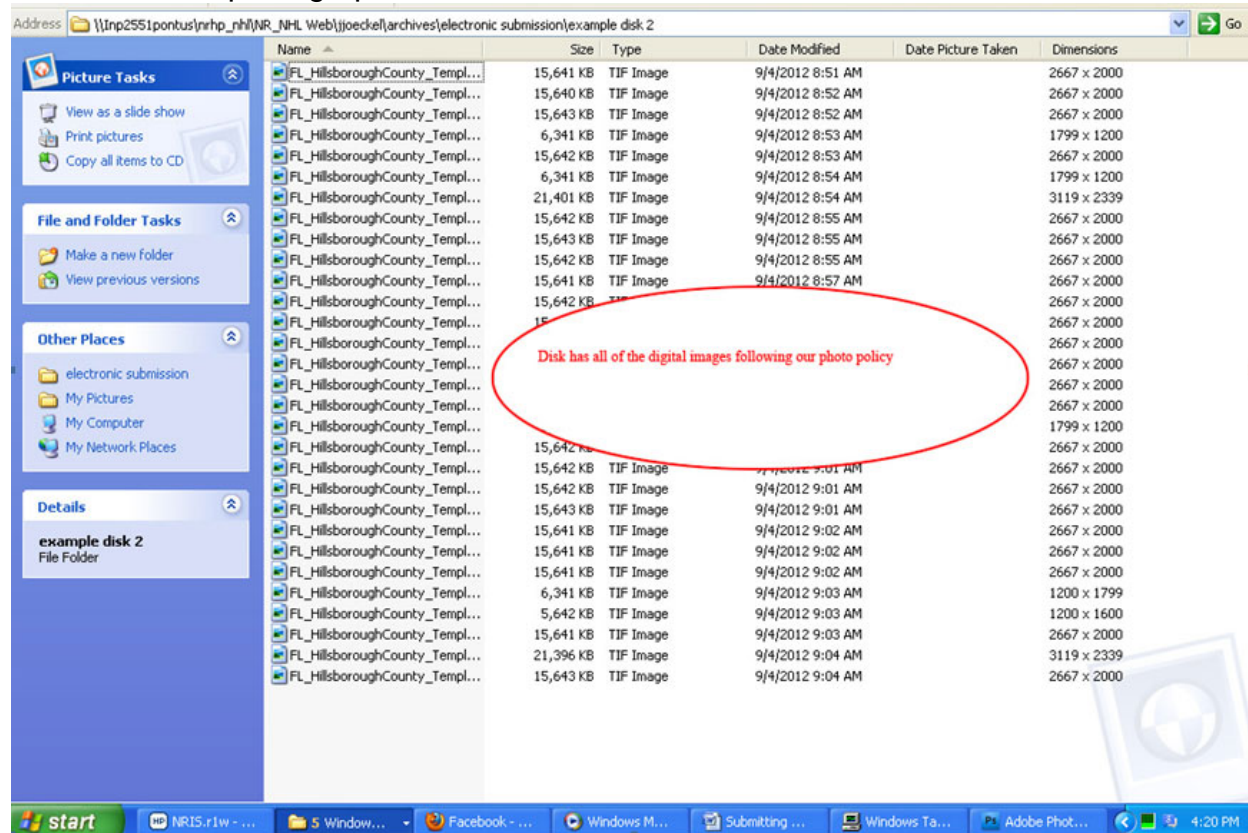 Address \\Inp2551pontus\nrhp_nhl\NR_NHL Web\jjoeckel\archives\electronic submission\example disk 2 Go
Picture Tasks
View as a slide show
Print pictures
Copy all items to CD
File and Folder Tasks
Make a new folder
View previous versions
Other Places
electronic submission
My Pictures
My Computer
My Network Places
Details
example disk 2
File Folder
Name Size Type Date Modified Date Picture Taken Dimensions
FL_HillsboroughCounty_Templ... 15,641 KB TIF Image 9/4/2012 8:51 AM 2667 x 2000
FL_HillsboroughCounty_Templ... 15,640 KB TIF Image 9/4/2012 8:52 AM 2667 x 2000
FL_HillsboroughCounty_Templ... 15,643 KB TIF Image 9/4/2012 8:52 AM 2667 x 2000
FL_HillsboroughCounty_Templ... 6,341 KB TIF Image 9/4/2012 8:53 AM 1799 x 1200
FL_HillsboroughCounty_Templ... 15,642 KB TIF Image 9/4/2012 8:53 AM 2667 x 2000
FL_HillsboroughCounty_Templ... 6,341 KB TIF Image 9/4/2012 8:54 AM 1799 x 1200
FL_HillsboroughCounty_Templ... 21,401 KB TIF Image 9/4/2012 8:54 AM 3119 x 2339
FL_HillsboroughCounty_Templ... 15,642 KB TIF Image 9/4/2012 8:55 AM 2667 x 2000
FL_HillsboroughCounty_Templ... 15,643 KB TIF Image 9/4/2012 8:55 AM 2667 x 2000
FL_HillsboroughCounty_Templ... 15,642 KB TIF Image 9/4/2012 8:55 AM 2667 x 2000
FL_HillsboroughCounty_Templ... 15,641 KB TIF Image 9/4/2012 8:57 AM 2667 x 2000
FL_HillsboroughCounty_Templ... 15,642 KB 2667 x 2000
FL_HillsboroughCounty_Templ... 2667 x 2000
FL_HillsboroughCounty_Templ... 2667 x 2000
Disk has all of the digital images following our photo policy
FL_HillsboroughCounty_Templ... 2667 x 2000
FL_HillsboroughCounty_Templ... 2667 x 2000
FL_HillsboroughCounty_Templ... 2667 x 2000
FL_HillsboroughCounty_Templ... 1799 x 1200
FL_HillsboroughCounty_Templ... 15,642 KB 2667 x 2000
FL_HillsboroughCounty_Templ... 15,642 KB TIF Image 9/4/2012 9:01 AM 2667 x 2000
FL_HillsboroughCounty_Templ... 15,642 KB TIF Image 9/4/2012 9:01 AM 2667 x 2000
FL_HillsboroughCounty_Templ... 15,643 KB TIF Image 9/4/2012 9:01 AM 2667 x 2000
FL_HillsboroughCounty_Templ... 15,641 KB TIF Image 9/4/2012 9:02 AM 2667 x 2000
FL_HillsboroughCounty_Templ... 15,641 KB TIF Image 9/4/2012 9:02 AM 2667 x 2000
FL_HillsboroughCounty_Templ... 15,641 KB TIF Image 9/4/2012 9:02 AM 2667 x 2000
FL_HillsboroughCounty_Templ... 6,341 KB TIF Image 9/4/2012 9:03 AM 1200 x 1799
FL_HillsboroughCounty_Templ... 5,642 KB TIF Image 9/4/2012 9:03 AM 1200 x 1600
FL_HillsboroughCounty_Templ... 15,641 KB TIF Image 9/4/2012 9:03 AM 2667 x 2000
FL_HillsboroughCounty_Templ... 21,396 KB TIF Image 9/4/2012 9:04 AM 3119 x 2339
FL_HillsboroughCounty_Templ... 15,643 KB TIF Image 9/4/2012 9:04 AM 2667 x 2000
start NRIS.r1w - ... 5 Window... Facebook - ... Windows M... Submitting ... Windows Ta... Adobe Phot... 4:20 PM